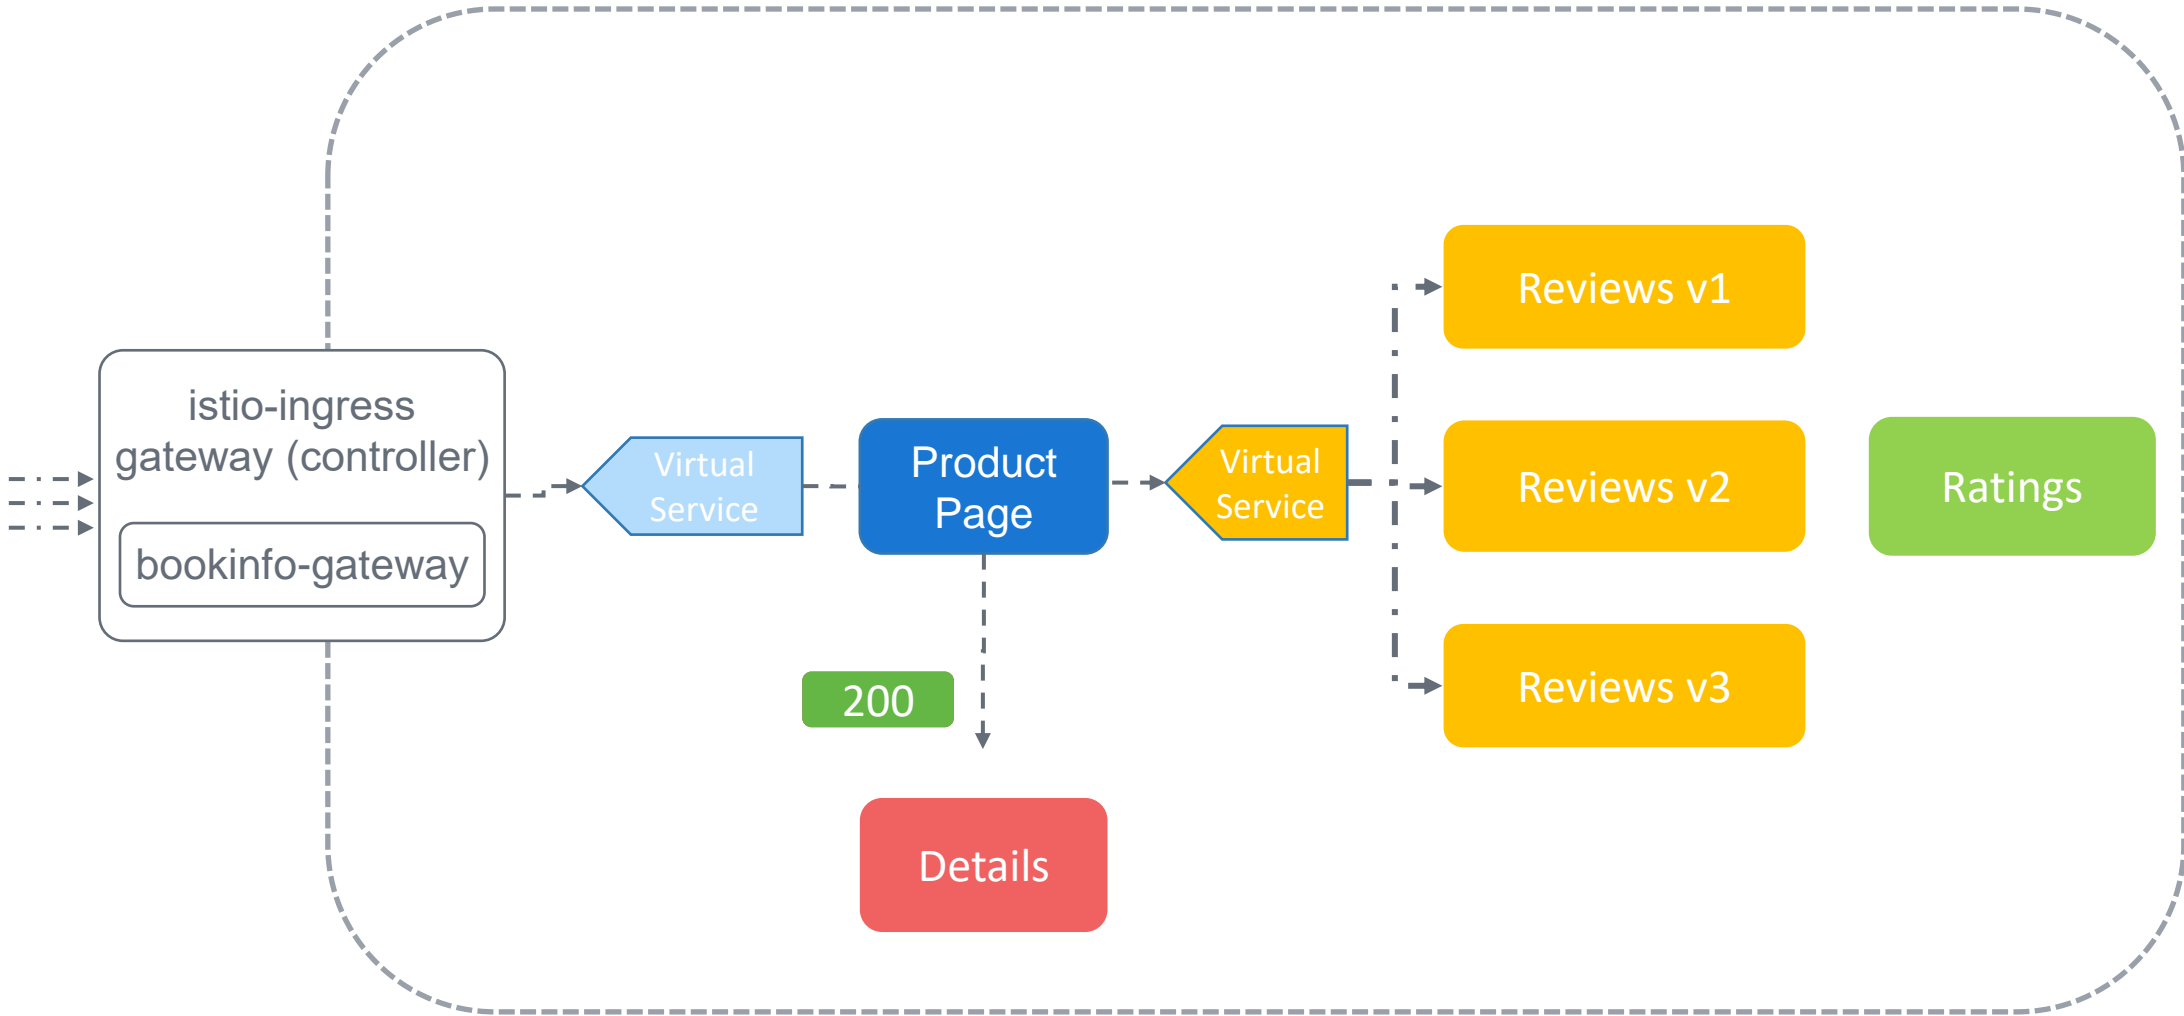 istio-ingress
gateway (controller)
bookinfo-gateway
Virtual
Service
Product
Page
Virtual
Service
Reviews v1
Reviews v2
Reviews v3
Ratings
200
Details